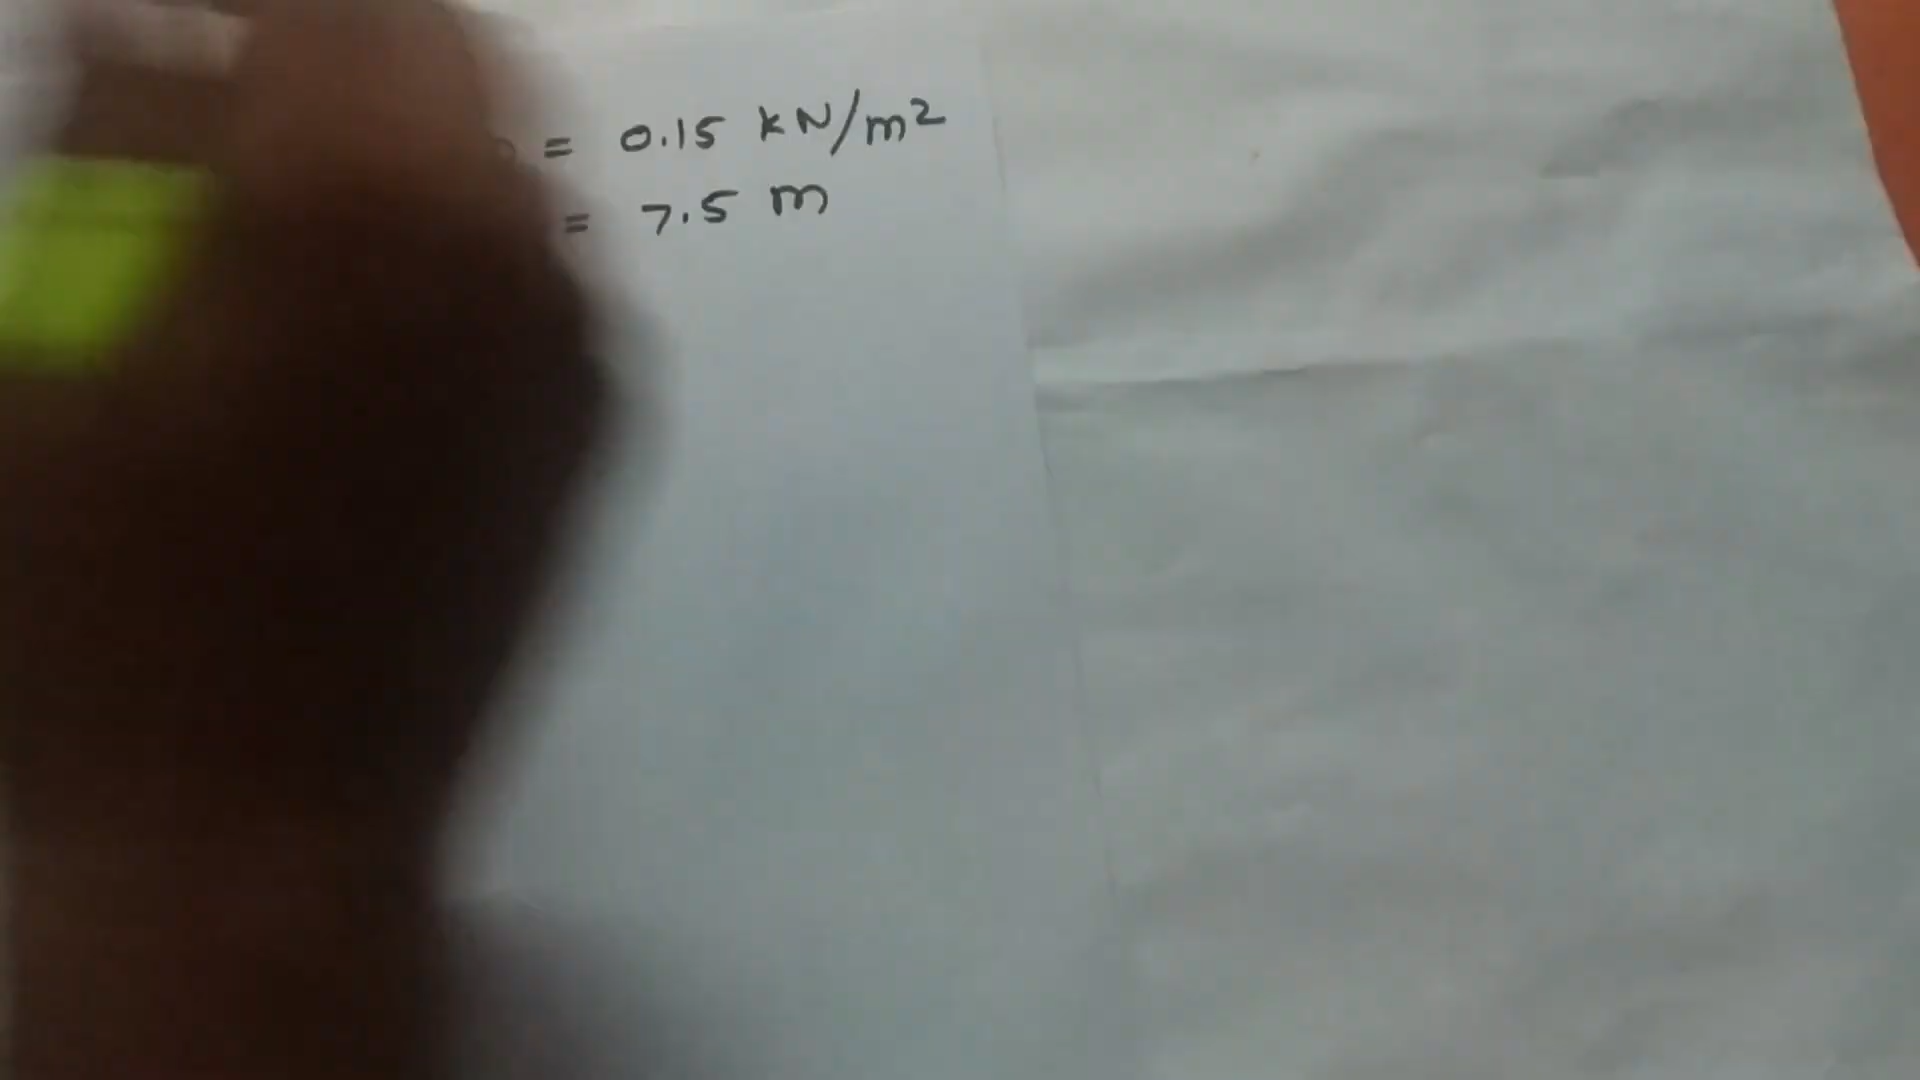 = 0.15 kN/m²
= 7.5 m